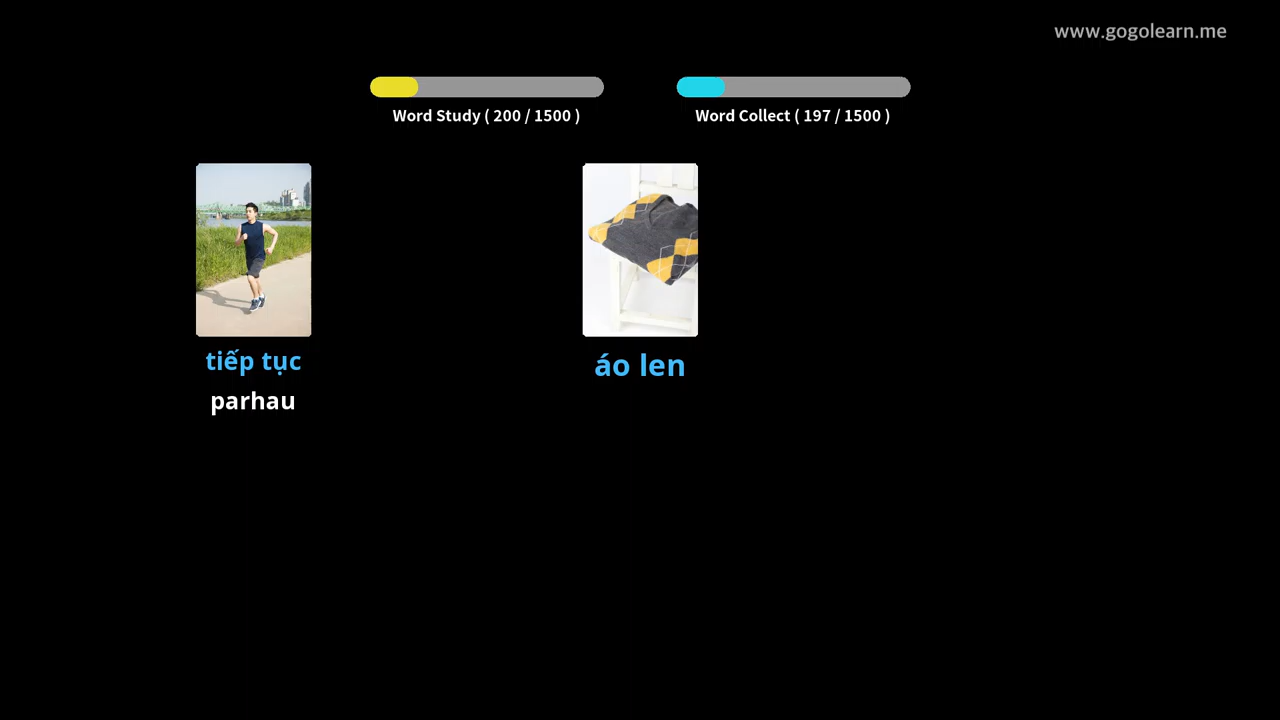 www.gogolearn.me
Word Study ( 200 / 1500 )
Word Collect ( 197 / 1500 )
tiếp tục
parhau
áo len